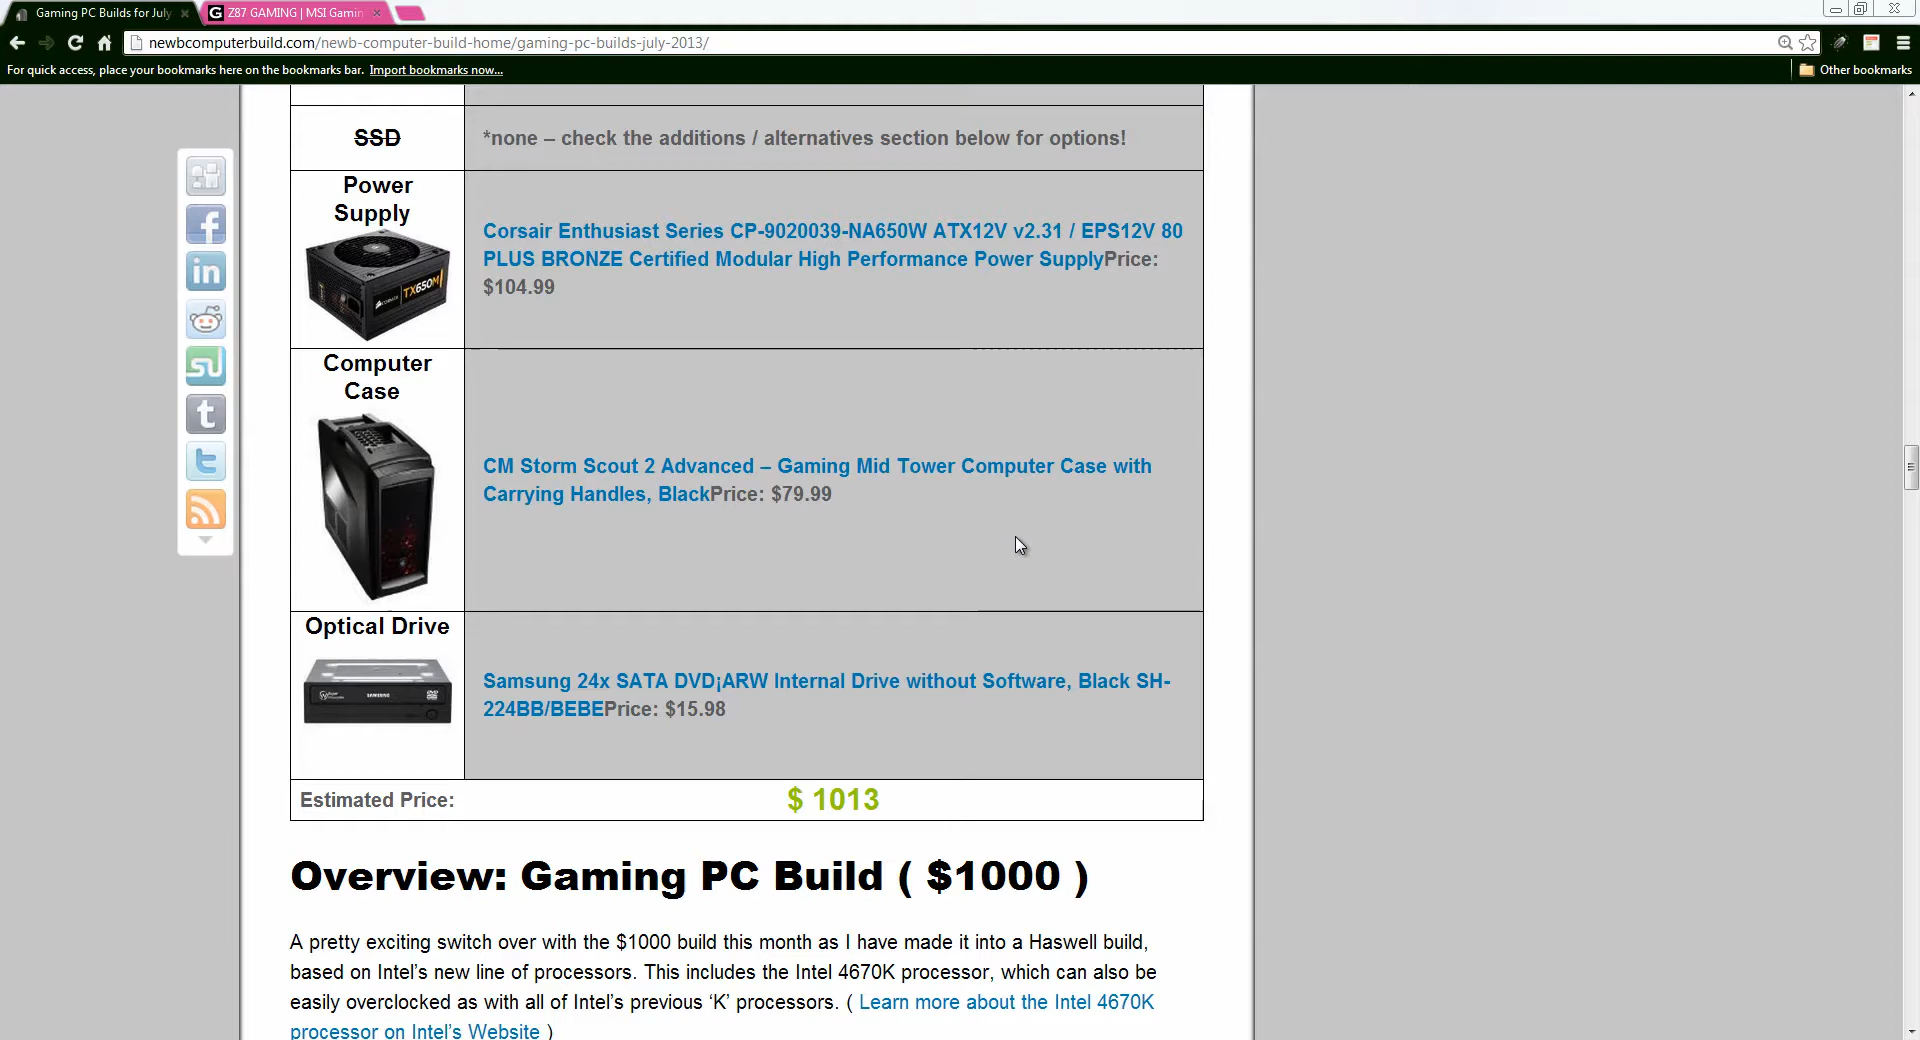 Gaming PC Builds for July
Z87 GAMING | MSI Gamin
newbcomputerbuild.com/newb-computer-build-home/gaming-pc-builds-july-2013/
For quick access, place your bookmarks here on the bookmarks bar. Import bookmarks now...
Other bookmarks
SSD
*none – check the additions / alternatives section below for options!
Power
Supply
TX650M
Corsair Enthusiast Series CP-9020039-NA650W ATX12V v2.31 / EPS12V 80
PLUS BRONZE Certified Modular High Performance Power SupplyPrice:
$104.99
Computer
Case
CM Storm Scout 2 Advanced – Gaming Mid Tower Computer Case with
Carrying Handles, BlackPrice: $79.99
Optical Drive
SAMSUNG
Samsung 24x SATA DVD¡ARW Internal Drive without Software, Black SH-
224BB/BEBEPrice: $15.98
Estimated Price:
$ 1013
Overview: Gaming PC Build ( $1000 )
A pretty exciting switch over with the $1000 build this month as I have made it into a Haswell build,
based on Intel’s new line of processors. This includes the Intel 4670K processor, which can also be
easily overclocked as with all of Intel’s previous ‘K’ processors. ( Learn more about the Intel 4670K
processor on Intel’s Website )